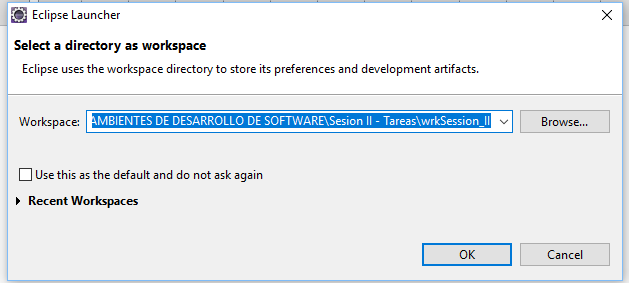 Eclipse Launcher
Select a directory as workspace
Eclipse uses the workspace directory to store its preferences and development artifacts.
Workspace: AMBIENTES DE DESARROLLO DE SOFTWARE\Sesion II - Tareas\wrkSession_II Browse...
Use this as the default and do not ask again
Recent Workspaces
OK Cancel